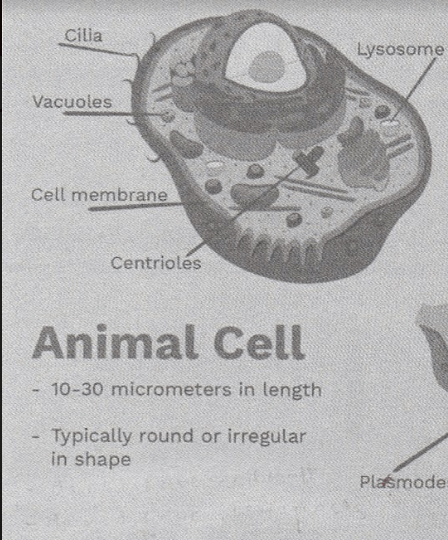 Cilia
Lysosome
Vacuoles
Cell membrane
Centrioles
Animal Cell
- 10-30 micrometers in length
- Typically round or irregular
in shape
Plasmode